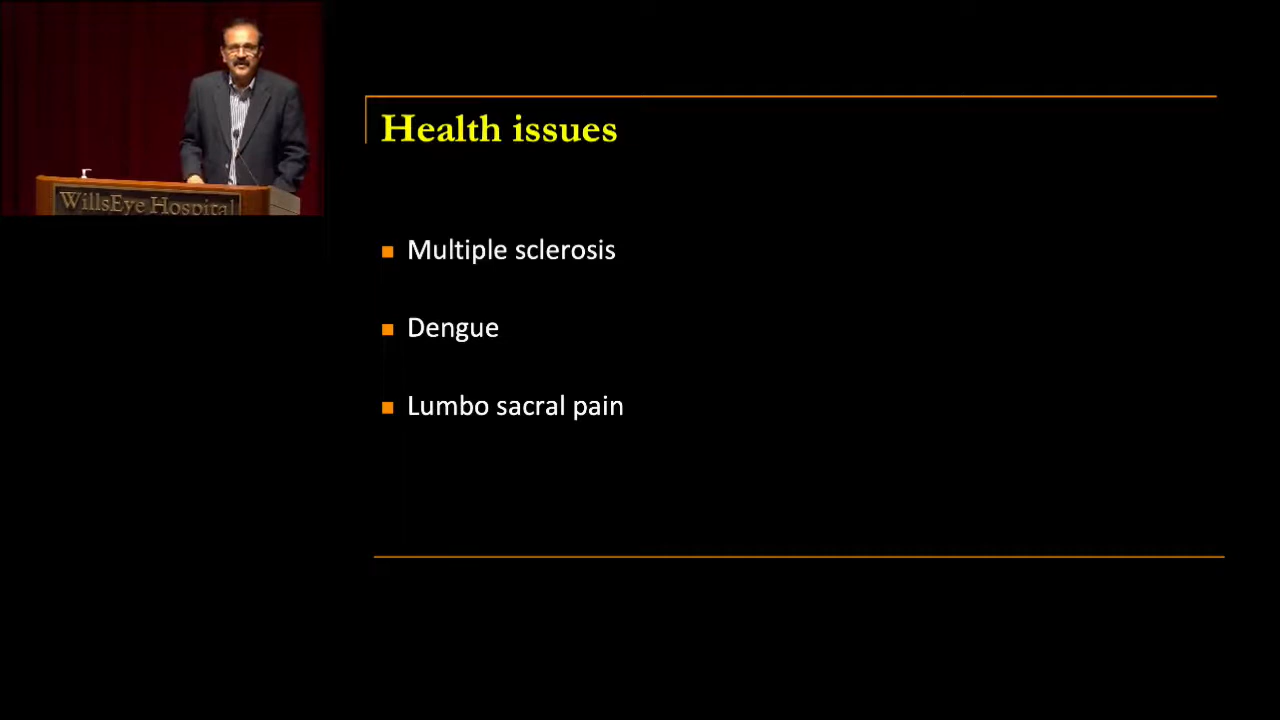 Health issues
WillsEye Hospital
Multiple sclerosis
Dengue
Lumbo sacral pain